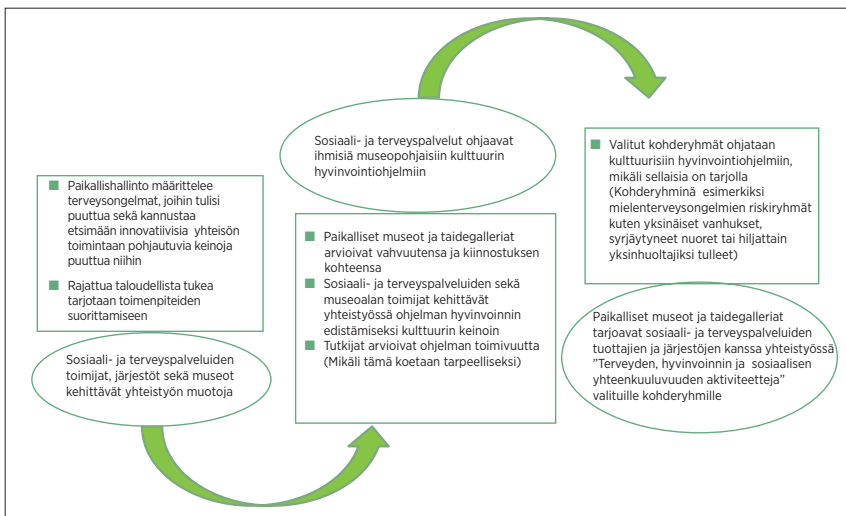 ■ Paikallishallinto määrittelee
terveysongelmat, joihin tulisi
puuttua sekä kannustaa
etsimään innovatiivisia yhteisön
toimintaan pohjautuvia keinoja
puuttua niihin
■ Rajattua taloudellista tukea
tarjotaan toimenpiteiden
suorittamiseen
Sosiaali- ja terveyspalveluiden
toimijat, järjestöt sekä museot
kehittävät yhteistyön muotoja
Sosiaali- ja terveyspalvelut ohjaavat
ihmisiä museopohjaisiin kulttuurin
hyvinvointiohjelmiin
■ Paikalliset museot ja taidegalleriat
arvioivat vahvuutensa ja kiinnostuksen
kohteensa
■ Sosiaali- ja terveyspalveluiden sekä
museoalan toimijat kehittävät
yhteistyössä ohjelman hyvinvoinnin
edistämiseksi kulttuurin keinoin
■ Tutkijat arvioivat ohjelman toimivuutta
(Mikäli tämä koetaan tarpeelliseksi)
■ Valitut kohderyhmät ohjataan
kulttuurisiin hyvinvointiohjelmiin,
mikäli sellaisia on tarjolla
(Kohderyhminä esimerkiksi
mielenterveysongelmien riskiryhmät
kuten yksinäiset vanhukset,
syrjäytyneet nuoret tai hiljattain
yksinhuoltajiksi tulleet)
Paikalliset museot ja taidegalleriat
tarjoavat sosiaali- ja terveyspalveluiden
tuottajien ja järjestöjen kanssa yhteistyössä
”Terveyden, hyvinvoinnin ja sosiaalisen
yhteenkuuluvuuden aktiviteetteja”
valituille kohderyhmille